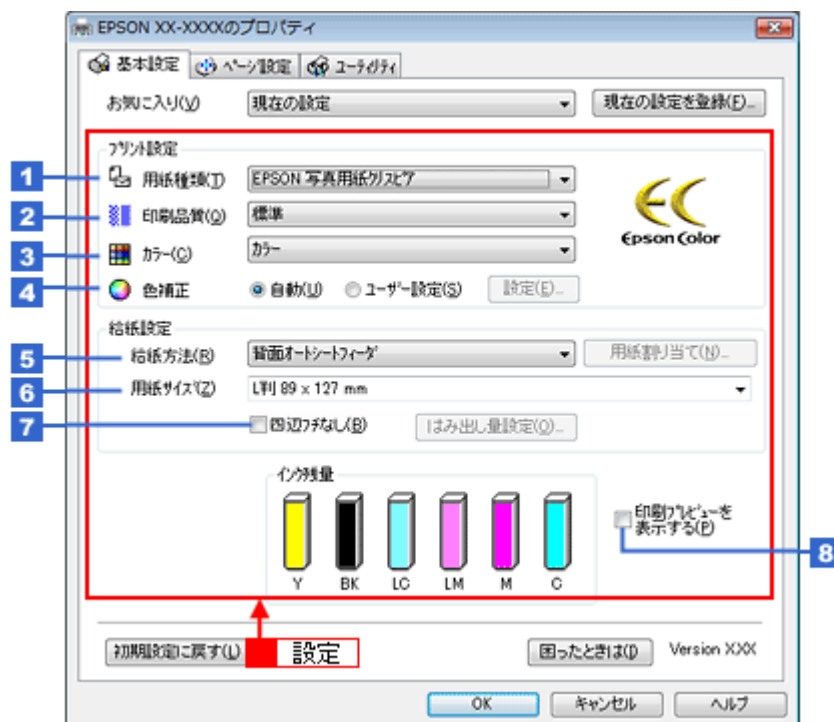 EPSON XX-XXXXのプロパティ
基本設定 ページ設定 ユーティリティ
お気に入り(V) 現在の設定 現在の設定を登録(F)...
プリント設定
1 用紙種類(T) EPSON 写真用紙クリスピア
2 印刷品質(Q) 標準
3 カラー(C) カラー
Epson Color
4 色補正 自動(U) ユーザー設定(S) 設定(E)...
給紙設定
5 給紙方法(R) 背面オートシートフィーダ 用紙割り当て(N)...
6 用紙サイズ(Z) L判 89 x 127 mm
7 四辺フチなし(B) はみ出し量設定(O)...
インク残量
印刷プレビューを
表示する(P)
8
Y BK LC LM M C
初期設定に戻す(L) 設定 困ったときは(I) Version X.XX
OK キャンセル ヘルプ